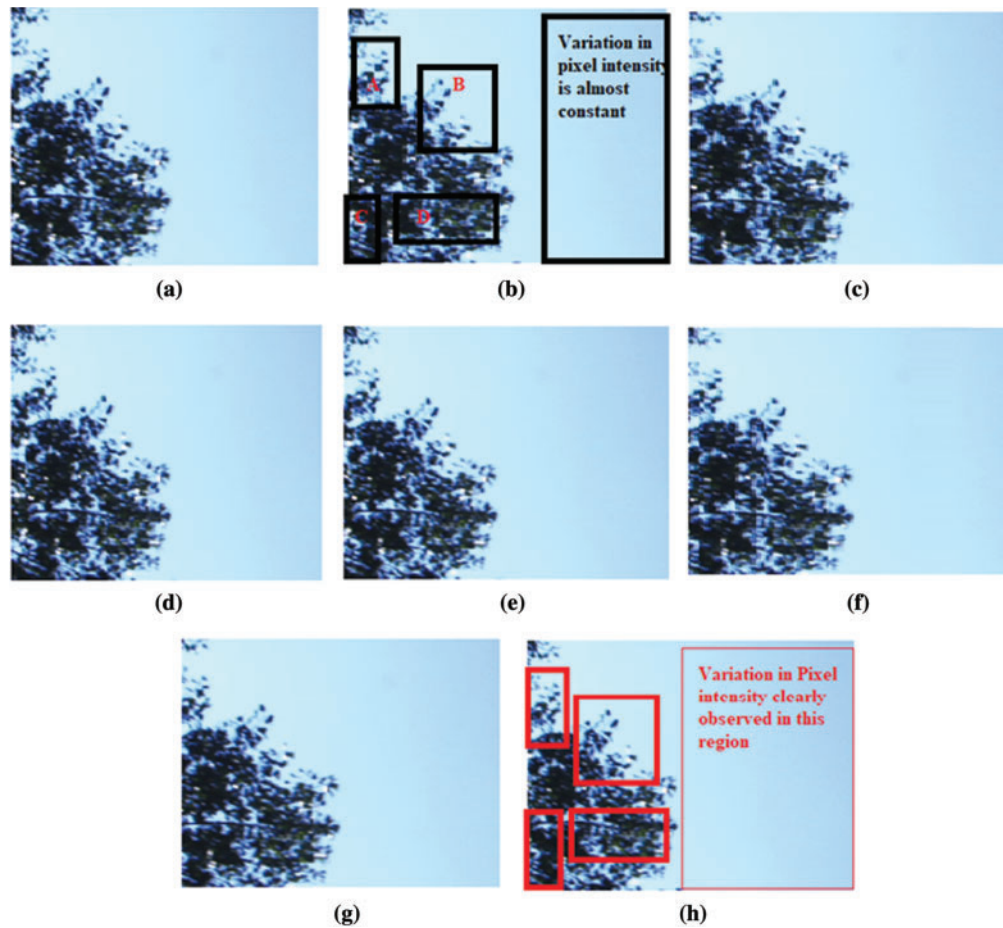 Variation in
pixel intensity
is almost
constant
A
B
C
D
(a)
(b)
(c)
(d)
(e)
(f)
Variation in Pixel
intensity clearly
observed in this
region
(g)
(h)